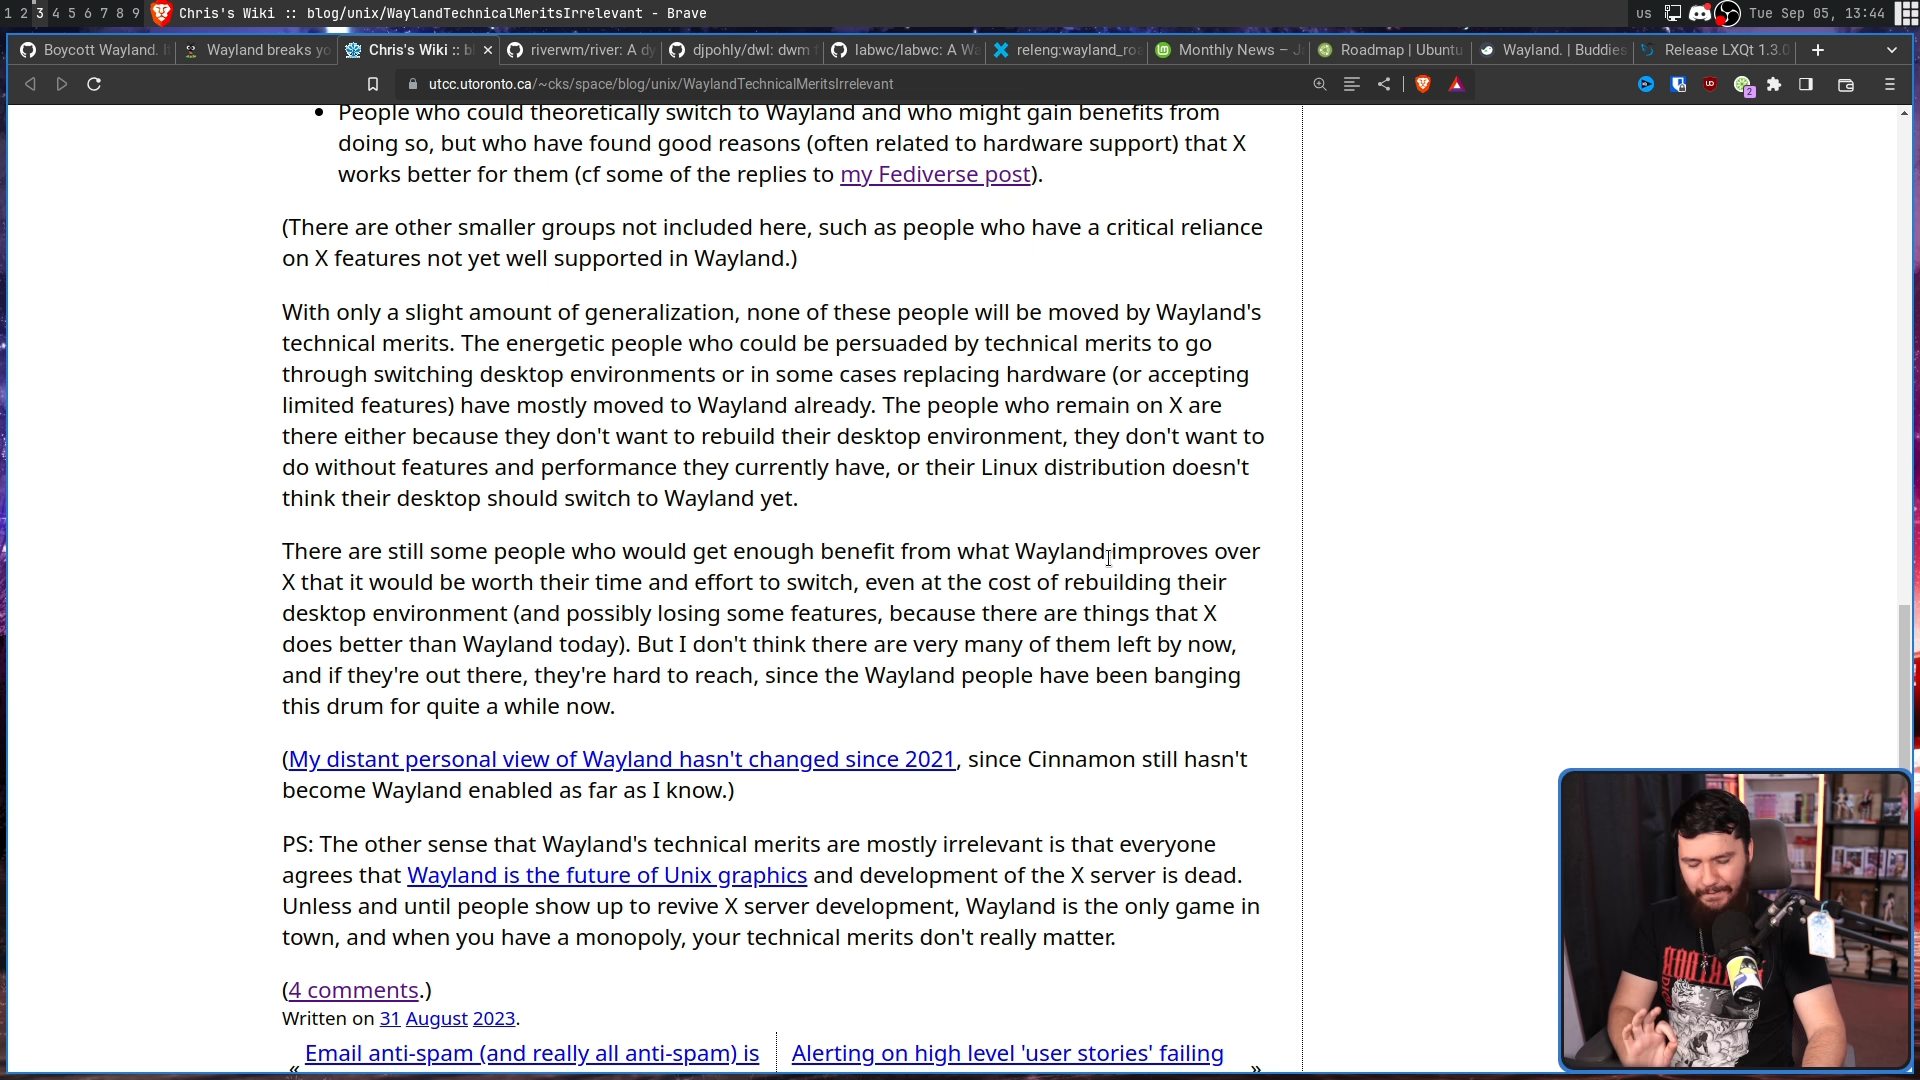 1 2 3 4 5 6 7 8 9 Chris's Wiki :: blog/unix/WaylandTechnicalMeritsIrrelevant - Brave us Tue Sep 05, 13:44
Boycott Wayland. Wayland breaks yo Chris's Wiki :: bl riverwm/river: A dy djpohly/dwl: dwm labwc/labwc: A Wa releng:wayland_roa Monthly News – Roadmap | Ubuntu Wayland. | Buddies Release LXQt 1.3.0
utcc.utoronto.ca/~cks/space/blog/unix/WaylandTechnicalMeritsIrrelevant 2
• People who could theoretically switch to Wayland and who might gain benefits from
doing so, but who have found good reasons (often related to hardware support) that X
works better for them (cf some of the replies to my Fediverse post).
(There are other smaller groups not included here, such as people who have a critical reliance
on X features not yet well supported in Wayland.)
With only a slight amount of generalization, none of these people will be moved by Wayland's
technical merits. The energetic people who could be persuaded by technical merits to go
through switching desktop environments or in some cases replacing hardware (or accepting
limited features) have mostly moved to Wayland already. The people who remain on X are
there either because they don't want to rebuild their desktop environment, they don't want to
do without features and performance they currently have, or their Linux distribution doesn't
think their desktop should switch to Wayland yet.
There are still some people who would get enough benefit from what Wayland improves over
X that it would be worth their time and effort to switch, even at the cost of rebuilding their
desktop environment (and possibly losing some features, because there are things that X
does better than Wayland today). But I don't think there are very many of them left by now,
and if they're out there, they're hard to reach, since the Wayland people have been banging
this drum for quite a while now.
(My distant personal view of Wayland hasn't changed since 2021, since Cinnamon still hasn't
become Wayland enabled as far as I know.)
PS: The other sense that Wayland's technical merits are mostly irrelevant is that everyone
agrees that Wayland is the future of Unix graphics and development of the X server is dead.
Unless and until people show up to revive X server development, Wayland is the only game in
town, and when you have a monopoly, your technical merits don't really matter.
(4 comments.)
Written on 31 August 2023.
« Email anti-spam (and really all anti-spam) is Alerting on high level 'user stories' failing »